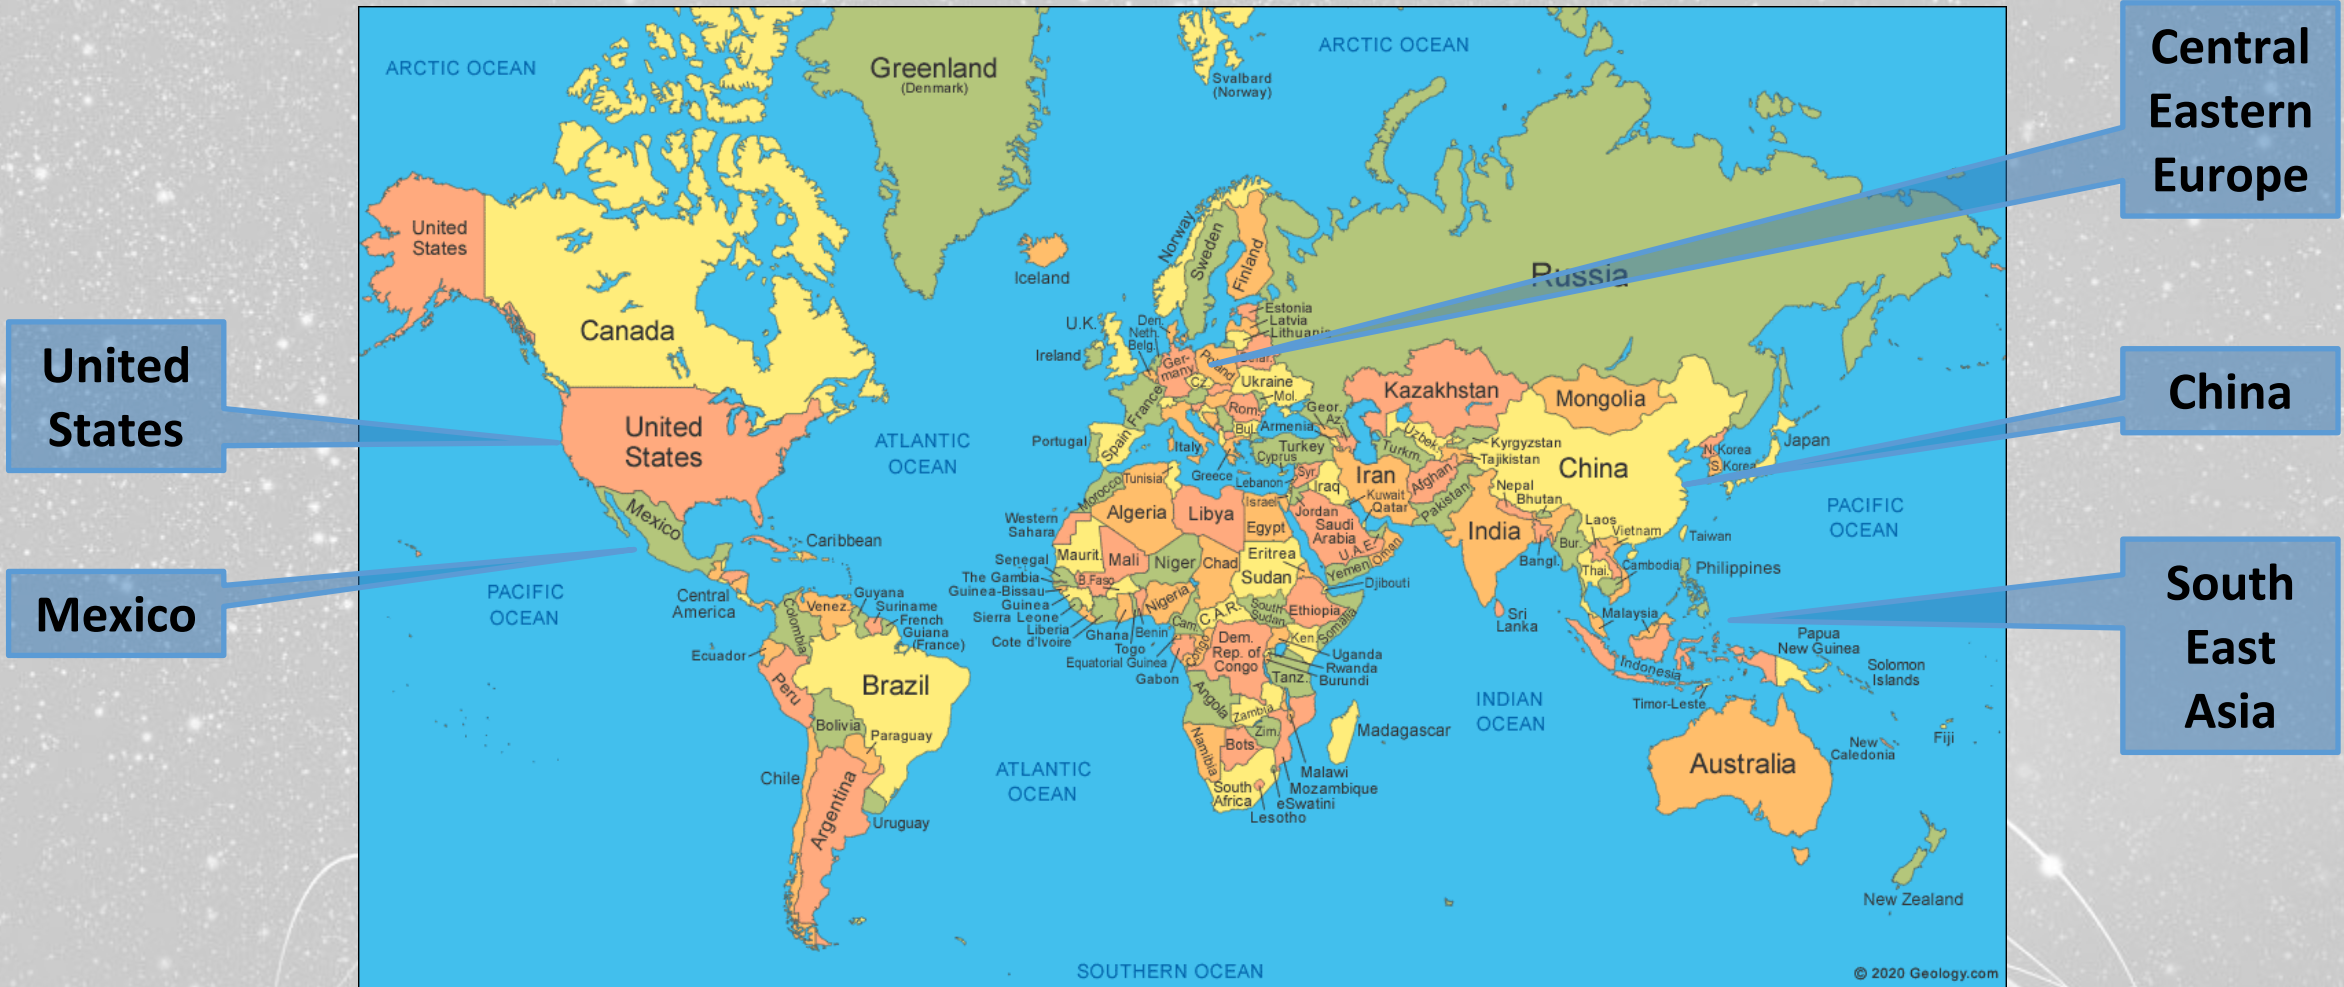 United
States
Mexico
Central
Eastern
Europe
China
South
East
Asia
ARCTIC OCEAN
Greenland
(Denmark)
Svalbard
(Norway)
ARCTIC OCEAN
United
States
Canada
Iceland
Norway
Sweden
Finland
Russia
Estonia
Latvia
Lithuania
U.K.
Ireland
Den.
Neth.
Belg.
Ger-
many
Poland
Belar.
Cz.
Ukraine
Mol.
France
Rom.
Bul.
Italy
Spain
Portugal
Greece
Turkey
Cyprus
Lebanon
Syr.
Israel
Geor.
Az.
Armenia
Kazakhstan
Uzbek.
Turkm.
Kyrgyzstan
Tajikistan
Mongolia
China
N. Korea
S. Korea
Japan
United
States
ATLANTIC
OCEAN
Mexico
Caribbean
Central
America
PACIFIC
OCEAN
Morocco
Tunisia
Algeria
Libya
Egypt
Western
Sahara
Maurit.
Mali
Niger
Chad
Eritrea
Sudan
Senegal
The Gambia
Guinea-Bissau
Guinea
Sierra Leone
Liberia
Cote d'Ivoire
B.Faso
Ghana
Togo
Benin
Nigeria
Equatorial Guinea
Gabon
Cam.
C.A.R.
Congo
South
Sudan
Ethiopia
Somalia
Djibouti
Dem.
Rep. of
Congo
Ken.
Uganda
Rwanda
Burundi
Tanz.
Angola
Zambia
Zim.
Namibia
Bots.
South
Africa
Malawi
Mozambique
eSwatini
Lesotho
Madagascar
Iraq
Iran
Kuwait
Qatar
Jordan
Saudi
Arabia
U.A.E.
Oman
Yemen
Afghan.
Pakistan
India
Nepal
Bhutan
Bangl.
Bur.
Laos
Vietnam
Thai.
Cambodia
Taiwan
Philippines
PACIFIC
OCEAN
Sri
Lanka
Malaysia
Indonesia
Timor-Leste
Papua
New Guinea
Solomon
Islands
INDIAN
OCEAN
Australia
New
Caledonia
Fiji
New Zealand
Guyana
Suriname
French
Guiana
(France)
Venez.
Colombia
Ecuador
Peru
Brazil
Bolivia
Paraguay
Chile
Argentina
Uruguay
ATLANTIC
OCEAN
SOUTHERN OCEAN
© 2020 Geology.com